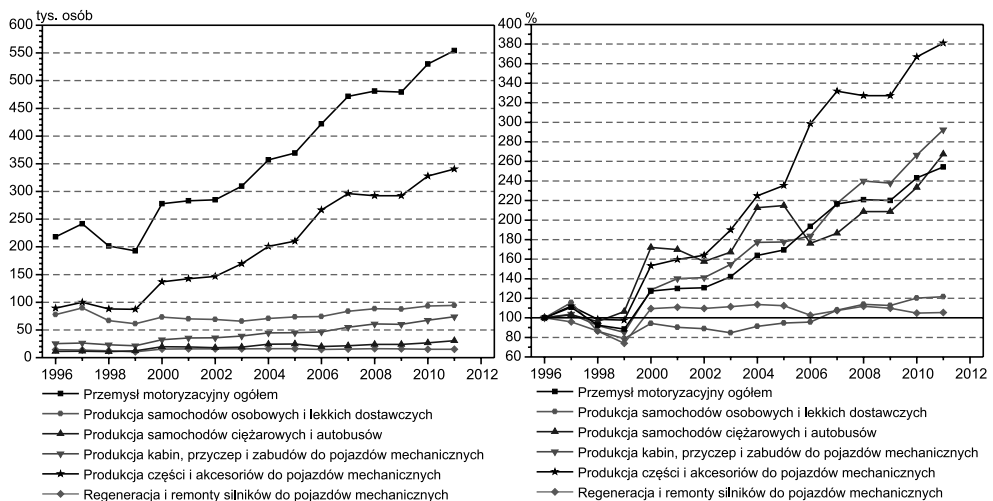 tys. osób
600
550
500
450
400
350
300
250
200
150
100
50
0
1996 1998 2000 2002 2004 2006 2008 2010 2012
Przemysł motoryzacyjny ogółem
Produkcja samochodów osobowych i lekkich dostawczych
Produkcja samochodów ciężarowych i autobusów
Produkcja kabin, przyczep i zabudów do pojazdów mechanicznych
Produkcja części i akcesoriów do pojazdów mechanicznych
Regeneracja i remonty silników do pojazdów mechanicznych
%
400
380
360
340
320
300
280
260
240
220
200
180
160
140
120
100
80
60
1996 1998 2000 2002 2004 2006 2008 2010 2012
Przemysł motoryzacyjny ogółem
Produkcja samochodów osobowych i lekkich dostawczych
Produkcja samochodów ciężarowych i autobusów
Produkcja kabin, przyczep i zabudów do pojazdów mechanicznych
Produkcja części i akcesoriów do pojazdów mechanicznych
Regeneracja i remonty silników do pojazdów mechanicznych